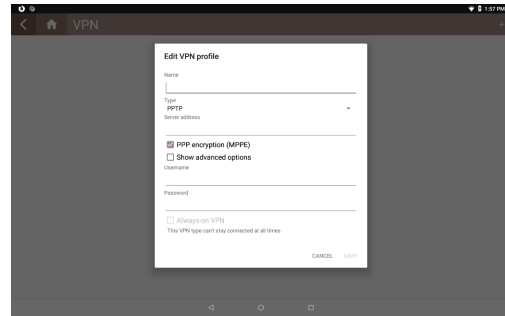 1:57 PM
VPN
Edit VPN profile
Name
Type
PPTP
Server address
PPP encryption (MPPE)
Show advanced options
Username
Password
Always-on VPN
This VPN type can't stay connected at all times
CANCEL SAVE